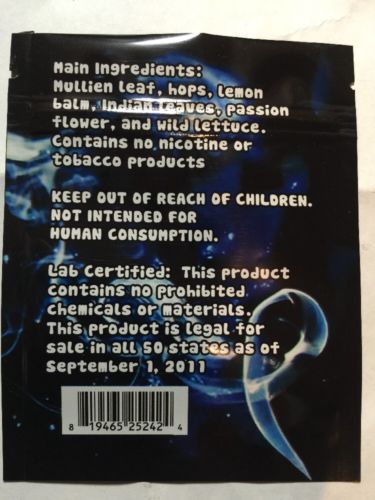 Main Ingredients:
Mullien leaf, hops, lemon
balm, Indian leaves, passion
flower, and wild lettuce.
Contains no nicotine or
tobacco products
KEEP OUT OF REACH OF CHILDREN.
NOT INTENDED FOR
HUMAN CONSUMPTION.
Lab Certified: This product
contains no prohibited
chemicals or materials.
This product is legal for
sale in all 50 states as of
September 1, 2011
8 19465 25242 4